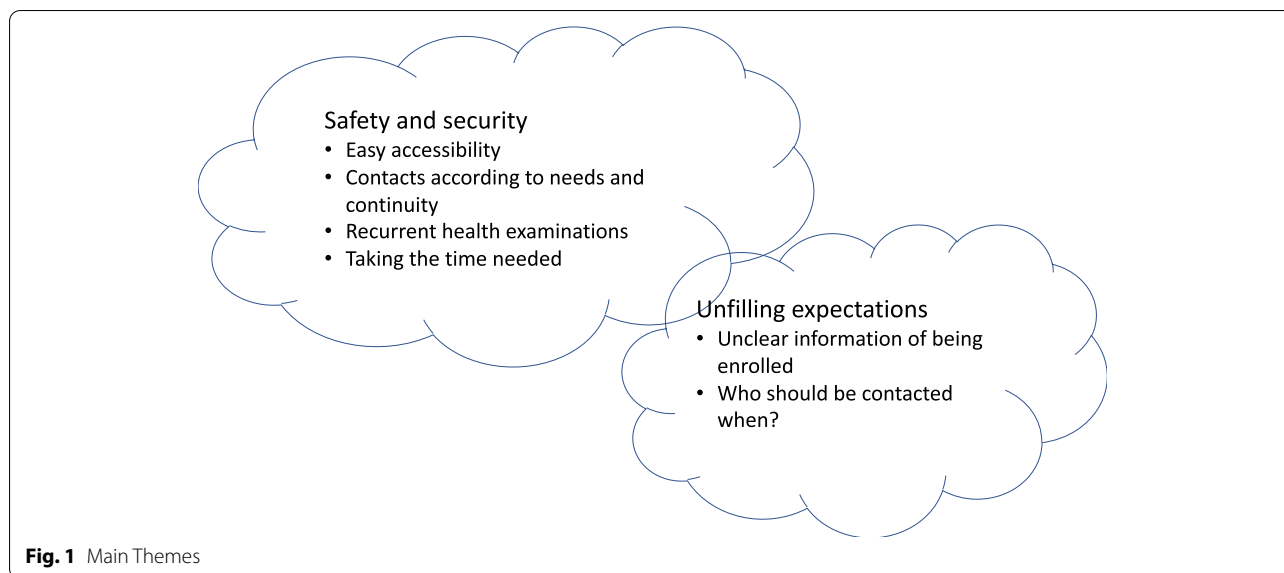 Safety and security
• Easy accessibility
• Contacts according to needs and
continuity
• Recurrent health examinations
• Taking the time needed
Unfilling expectations
• Unclear information of being
enrolled
• Who should be contacted
when?
Fig. 1 Main Themes